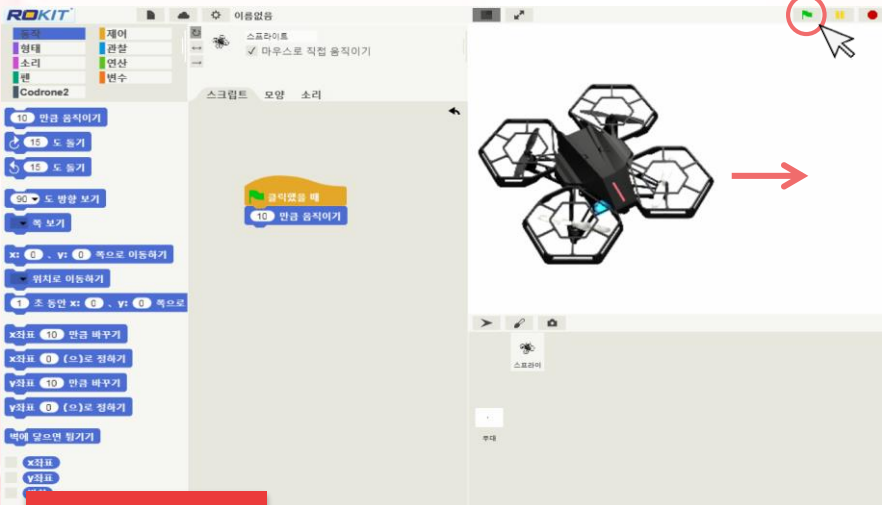 ROKIT
이름없음
동작
제어
형태
관찰
소리
연산
펜
변수
Codrone2
스프라이트
마우스로 직접 움직이기
스크립트 모양 소리
10 만큼 움직이기
15 도 돌기
15 도 돌기
90 도 방향 보기
쪽 보기
x: 0 , y: 0 쪽으로 이동하기
위치로 이동하기
1 초 동안 x: 0 , y: 0 쪽으로
x좌표 10 만큼 바꾸기
x좌표 0 (으)로 정하기
y좌표 10 만큼 바꾸기
y좌표 0 (으)로 정하기
벽에 닿으면 튕기기
x좌표
y좌표
클릭했을 때
10 만큼 움직이기
스프라이
무대